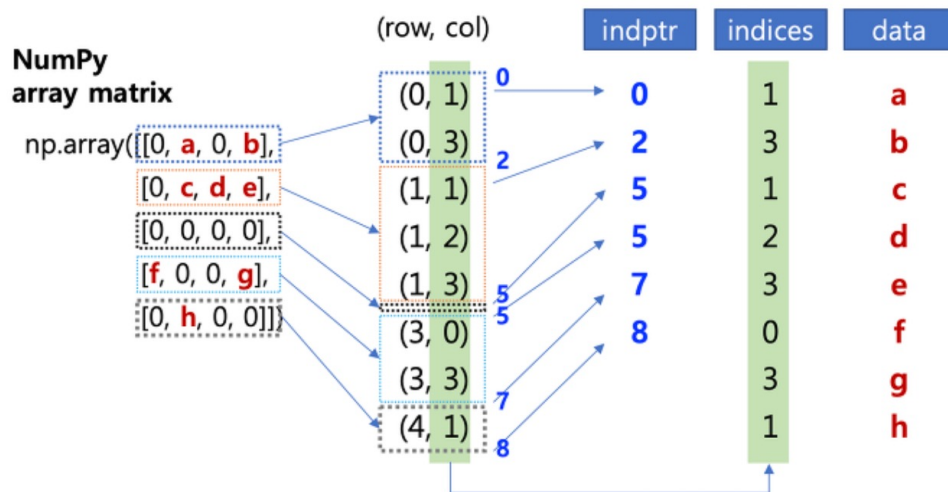 (row, col)
indptr
indices
data
NumPy
array matrix
np.array([[0, a, 0, b],
[0, c, d, e],
[0, 0, 0, 0],
[f, 0, 0, g],
[0, h, 0, 0]])
0
(0, 1)
(0, 3)
2
(1, 1)
(1, 2)
(1, 3)
5
5
(3, 0)
(3, 3)
7
(4, 1)
8
0
2
5
5
7
8
1
3
1
2
3
0
3
1
a
b
c
d
e
f
g
h